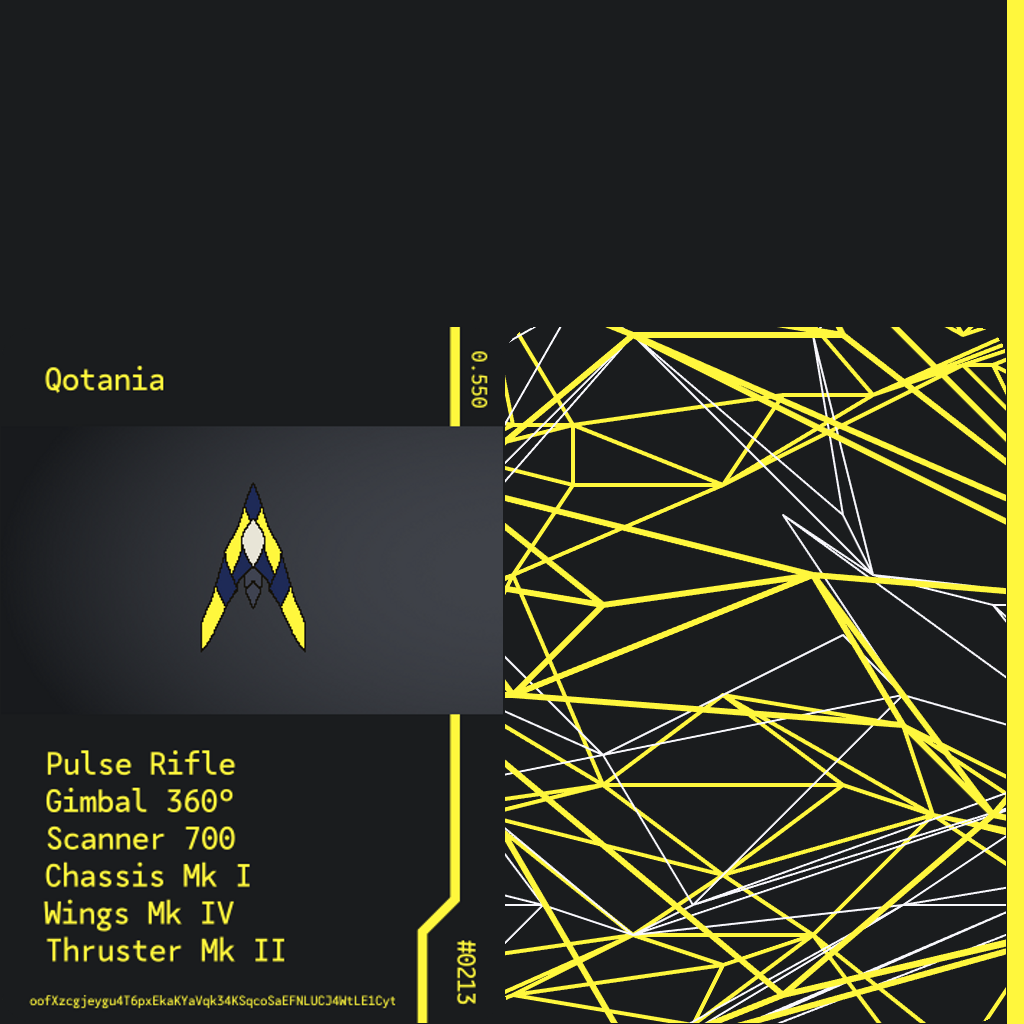 Qotania
0.550
Pulse Rifle
Gimbal 360°
Scanner 700
Chassis Mk I
Wings Mk IV
Thruster Mk II
#0213
oofXzcgjeygu4T6pxEkaKYaVqk34KSqcoSaEFNLUCJ4WtLE1Cyt